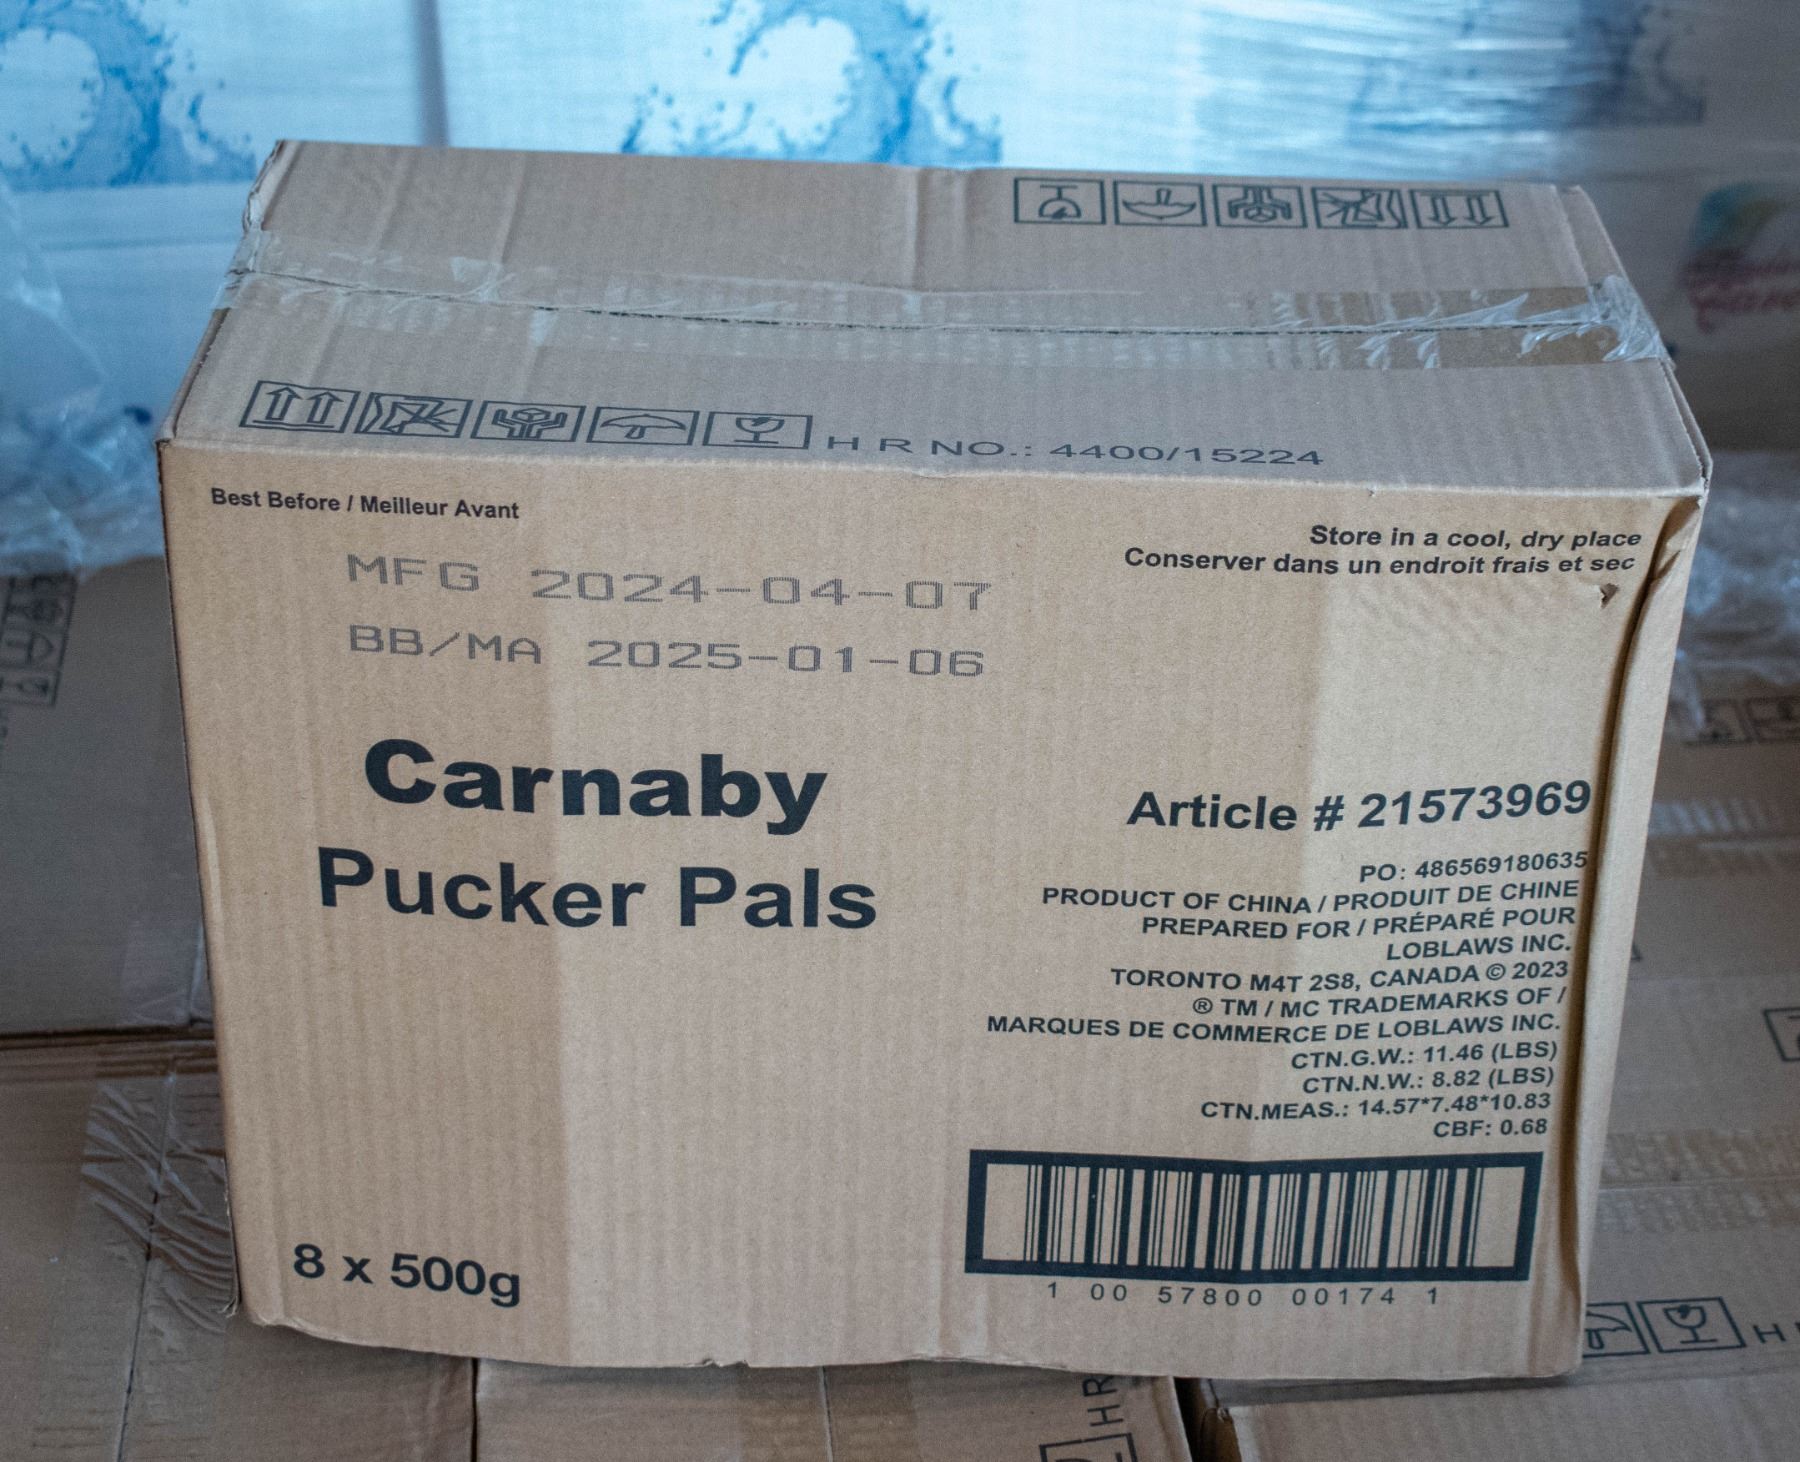 H R NO.: 4400/15224
Best Before / Meilleur Avant
Store in a cool, dry place
Conserver dans un endroit frais et sec
MFG 2024-04-07
BB/MA 2025-01-06
Carnaby
Pucker Pals
Article # 21573969
PO: 486569180635
PRODUCT OF CHINA / PRODUIT DE CHINE
PREPARED FOR / PRÉPARÉ POUR
LOBLAWS INC.
TORONTO M4T 2S8, CANADA © 2023
® TM / MC TRADEMARKS OF /
MARQUES DE COMMERCE DE LOBLAWS INC.
CTN.G.W.: 11.46 (LBS)
CTN.N.W.: 8.82 (LBS)
CTN.MEAS.: 14.57*7.48*10.83
CBF: 0.68
8 x 500g
1 00 57800 00174 1
HR
H